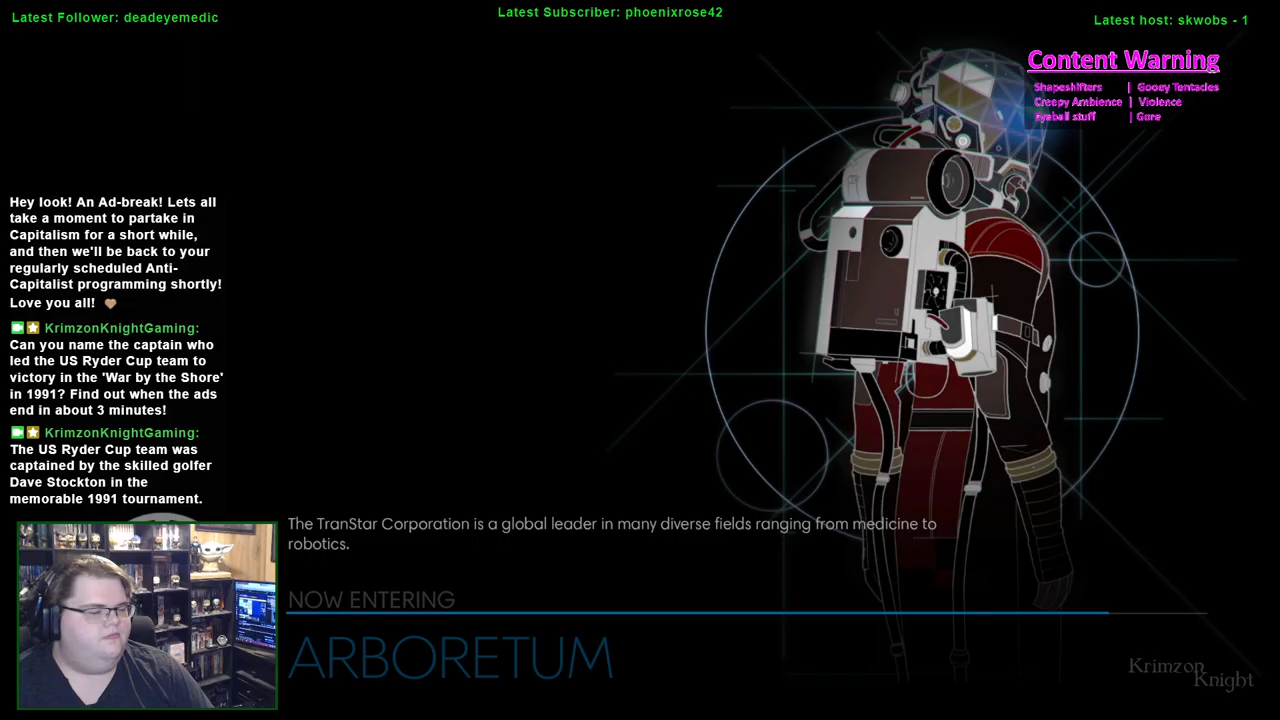 Latest Follower: deadeyemedic
Latest Subscriber: phoenixrose42
Latest host: skwobs - 1
Content Warning
Shapeshifters | Gooey Tentacles
Creepy Ambience | Violence
Eyeball stuff | Gore
Hey look! An Ad-break! Lets all
take a moment to partake in
Capitalism for a short while,
and then we'll be back to your
regularly scheduled Anti-
Capitalist programming shortly!
Love you all!
KrimzonKnightGaming:
Can you name the captain who
led the US Ryder Cup team to
victory in the 'War by the Shore'
in 1991? Find out when the ads
end in about 3 minutes!
KrimzonKnightGaming:
The US Ryder Cup team was
captained by the skilled golfer
Dave Stockton in the
memorable 1991 tournament.
The TranStar Corporation is a global leader in many diverse fields ranging from medicine to
robotics.
NOW ENTERING
ARBORETUM
Krimzon
Knight